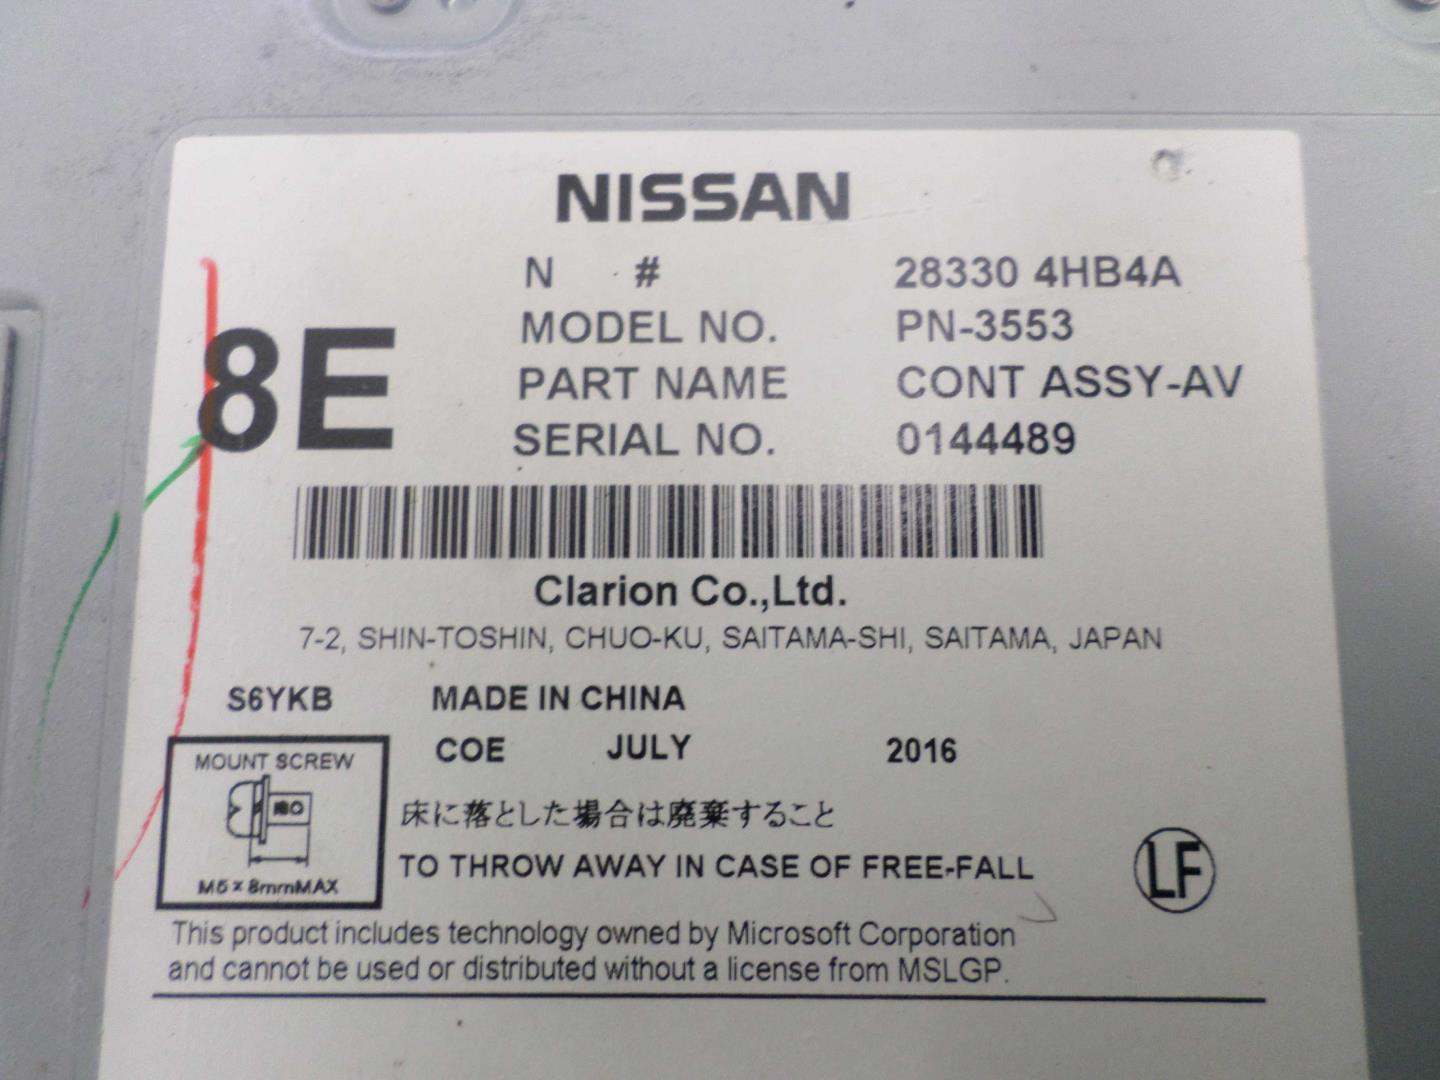 NISSAN
N # 28330 4HB4A
MODEL NO. PN-3553
PART NAME CONT ASSY-AV
SERIAL NO. 0144489
8E
Clarion Co.,Ltd.
7-2, SHIN-TOSHIN, CHUO-KU, SAITAMA-SHI, SAITAMA, JAPAN
S6YKB MADE IN CHINA
COE JULY 2016
MOUNT SCREW
M5 x 8mmMAX
床に落とした場合は廃棄すること
TO THROW AWAY IN CASE OF FREE-FALL
LF
This product includes technology owned by Microsoft Corporation
and cannot be used or distributed without a license from MSLGP.